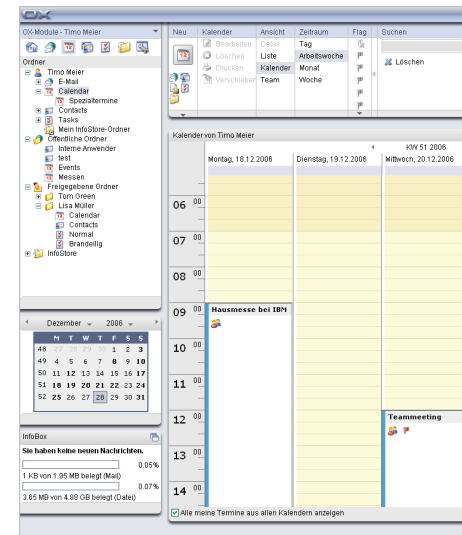 OX
OX-Module - Timo Meier
Ordner
Timo Meier
E-Mail
Calendar
Spezialtermine
Contacts
Tasks
Mein InfoStore-Ordner
Öffentliche Ordner
Interne Anwender
test
Events
Messen
Freigegebene Ordner
Tom Green
Lisa Müller
Calendar
Contacts
Normal
Brandeilig
InfoStore
Dezember 2006
M T W T F S S
48 27 28 29 30 1 2 3
49 4 5 6 7 8 9 10
50 11 12 13 14 15 16 17
51 18 19 20 21 22 23 24
52 25 26 27 28 29 30 31
InfoBox
Sie haben keine neuen Nachrichten.
0.05%
1 KB von 1.95 MB belegt (Mail)
0.07%
3.65 MB von 4.88 GB belegt (Datei)
Neu Kalender Ansicht Zeitraum Flag Suchen
Bearbeiten Detail Tag
Löschen Liste Arbeitswoche Löschen
Drucken Kalender Monat
Verschieben Team Woche
Kalender von Timo Meier
KW 51 2006
Montag, 18.12.2006 Dienstag, 19.12.2006 Mittwoch, 20.12.2006
06 00
07 00
08 00
09 00 Hausmesse bei IBM
10 00
11 00
12 00 Teammeeting
13 00
14 00
Alle meine Termine aus allen Kalendern anzeigen